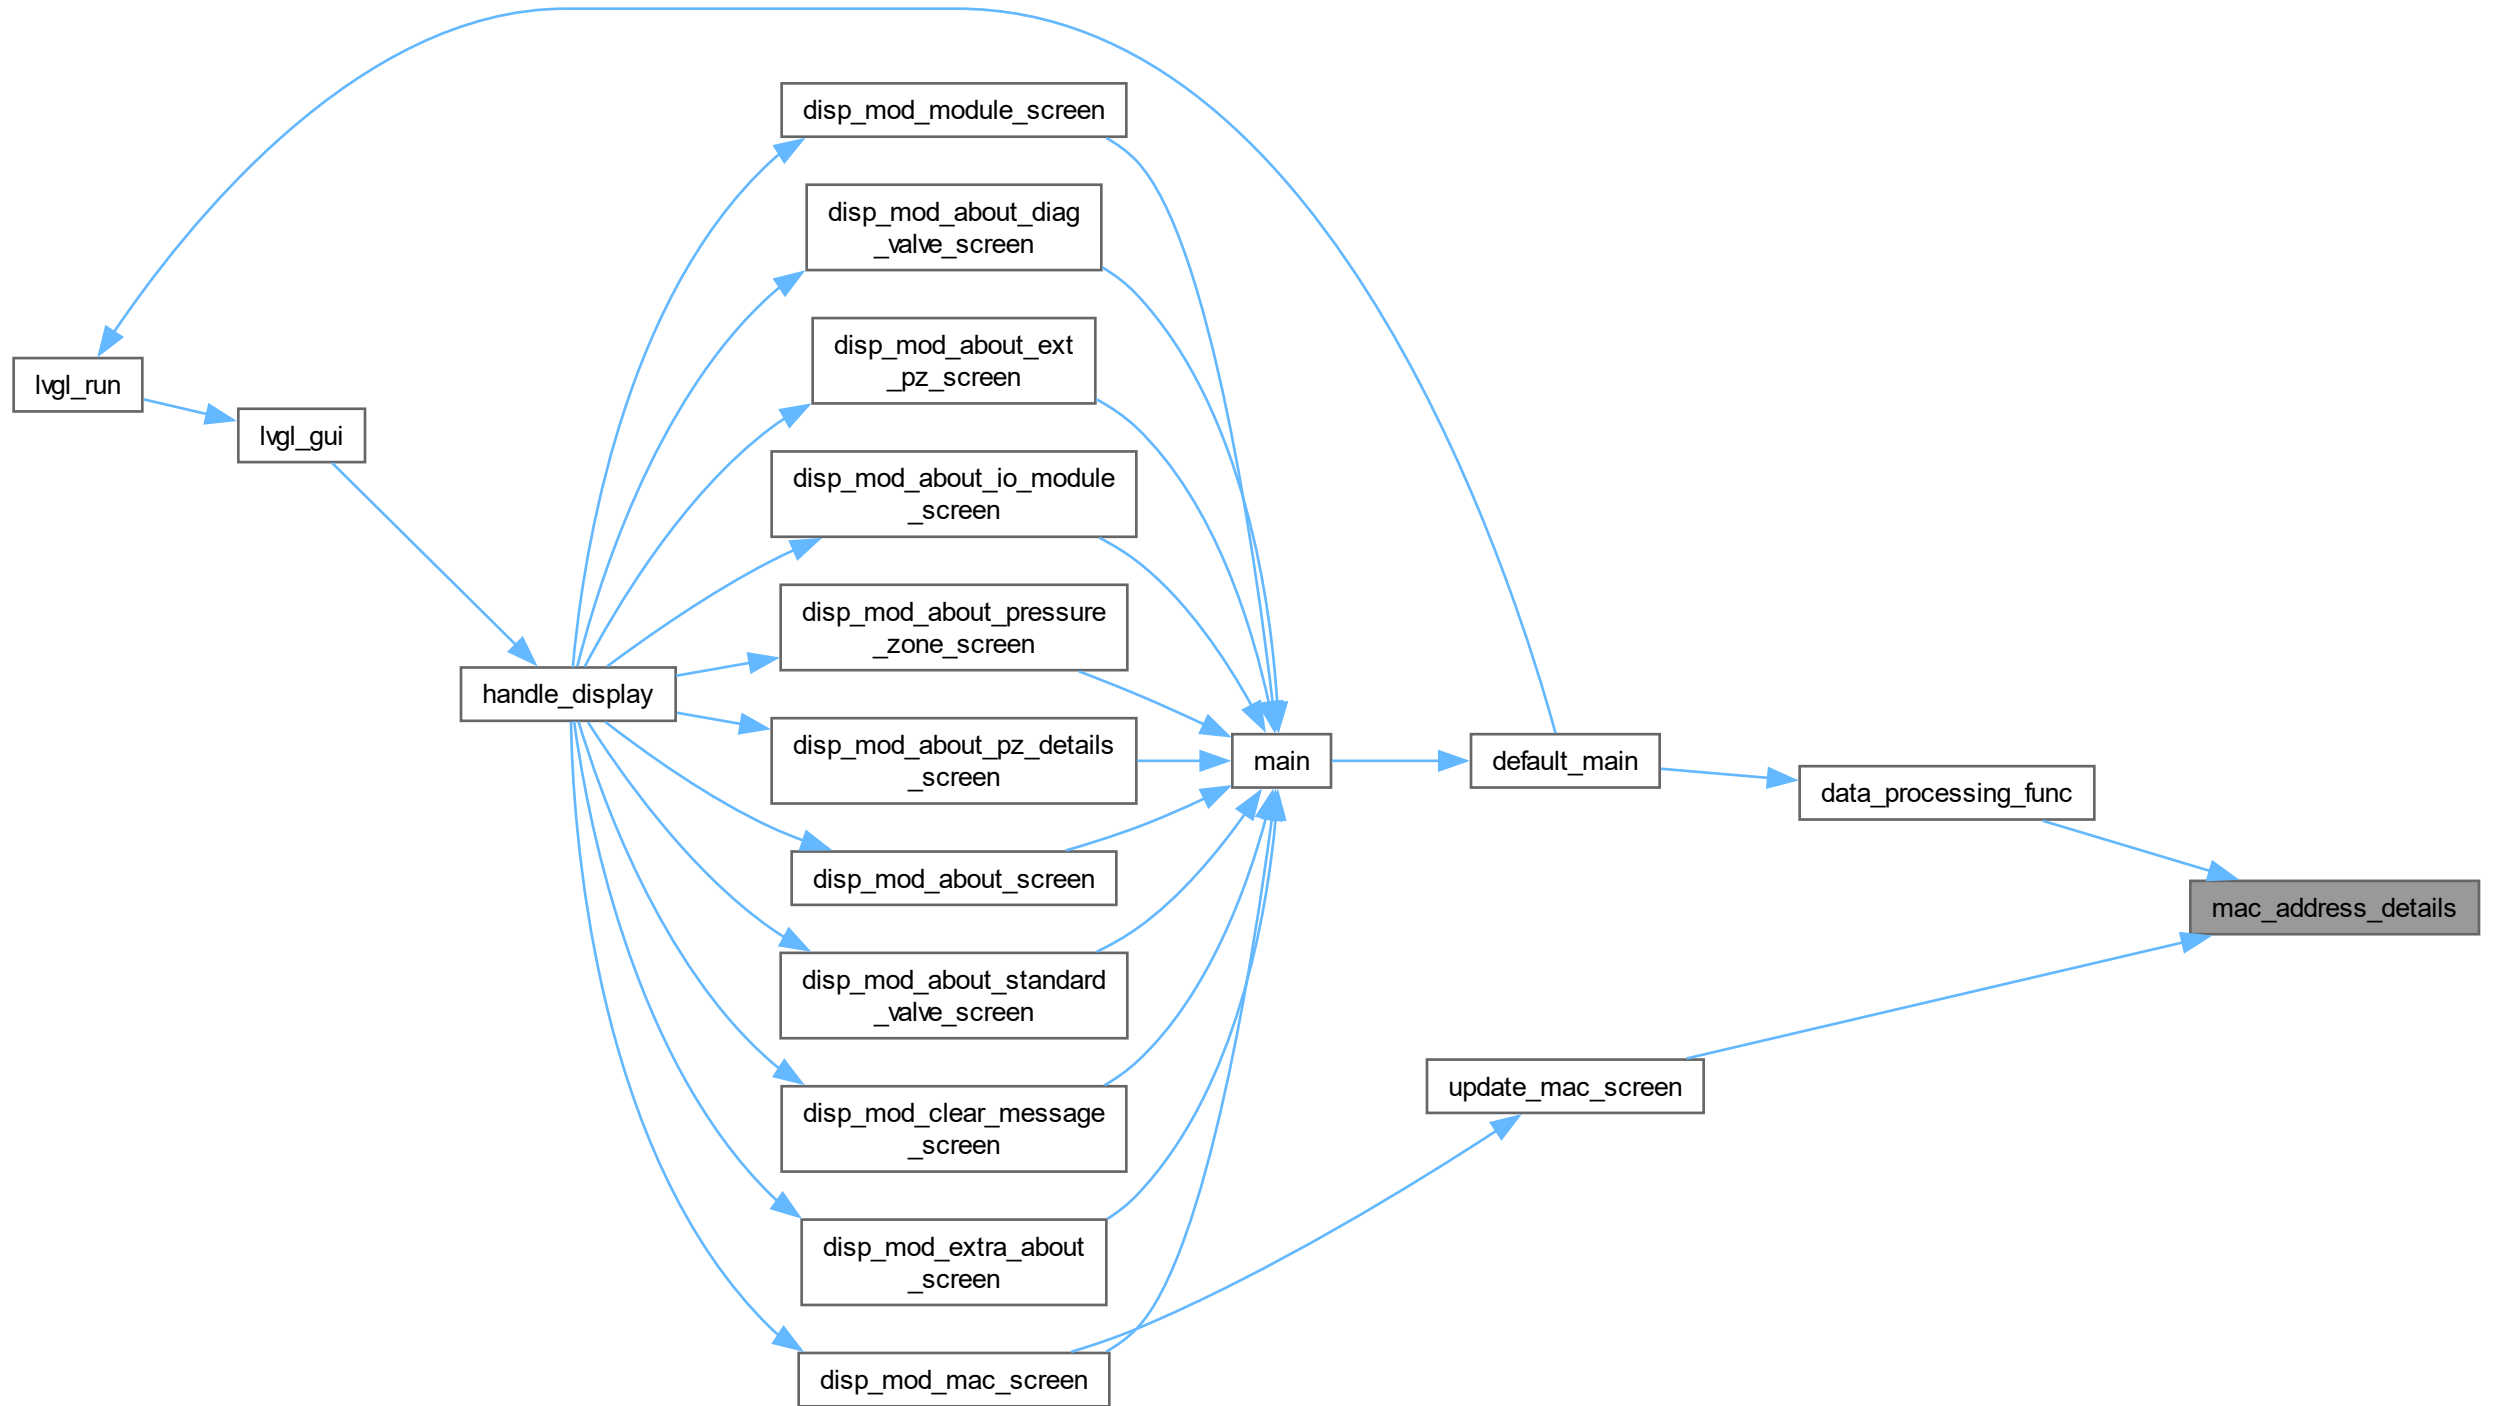 disp_mod_module_screen
disp_mod_about_diag
_valve_screen
disp_mod_about_ext
_pz_screen
lvgl_run
lvgl_gui
disp_mod_about_io_module
_screen
disp_mod_about_pressure
_zone_screen
handle_display
disp_mod_about_pz_details
_screen
main
default_main
data_processing_func
disp_mod_about_screen
mac_address_details
disp_mod_about_standard
_valve_screen
update_mac_screen
disp_mod_clear_message
_screen
disp_mod_extra_about
_screen
disp_mod_mac_screen